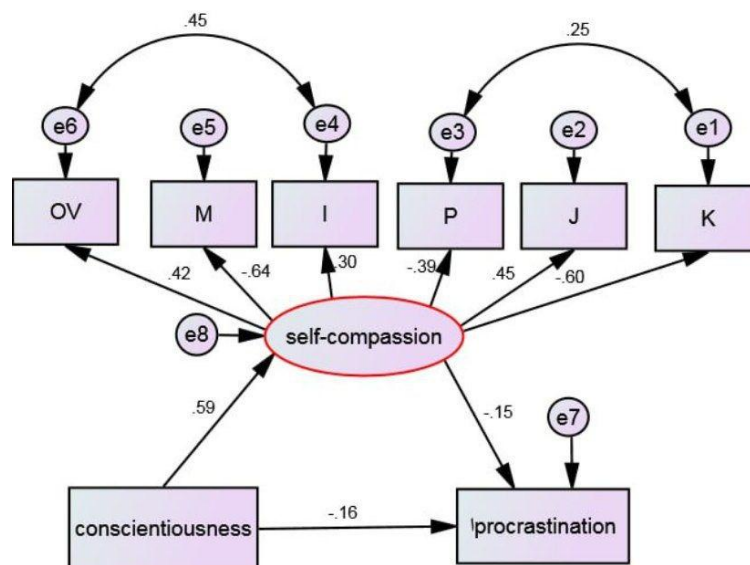 .45
.25
e6
e5
e4
e3
e2
e1
OV
M
I
P
J
K
.42
-.64
.30
-.39
.45
-.60
e8
self-compassion
.59
-.15
e7
conscientiousness
-.16
procrastination